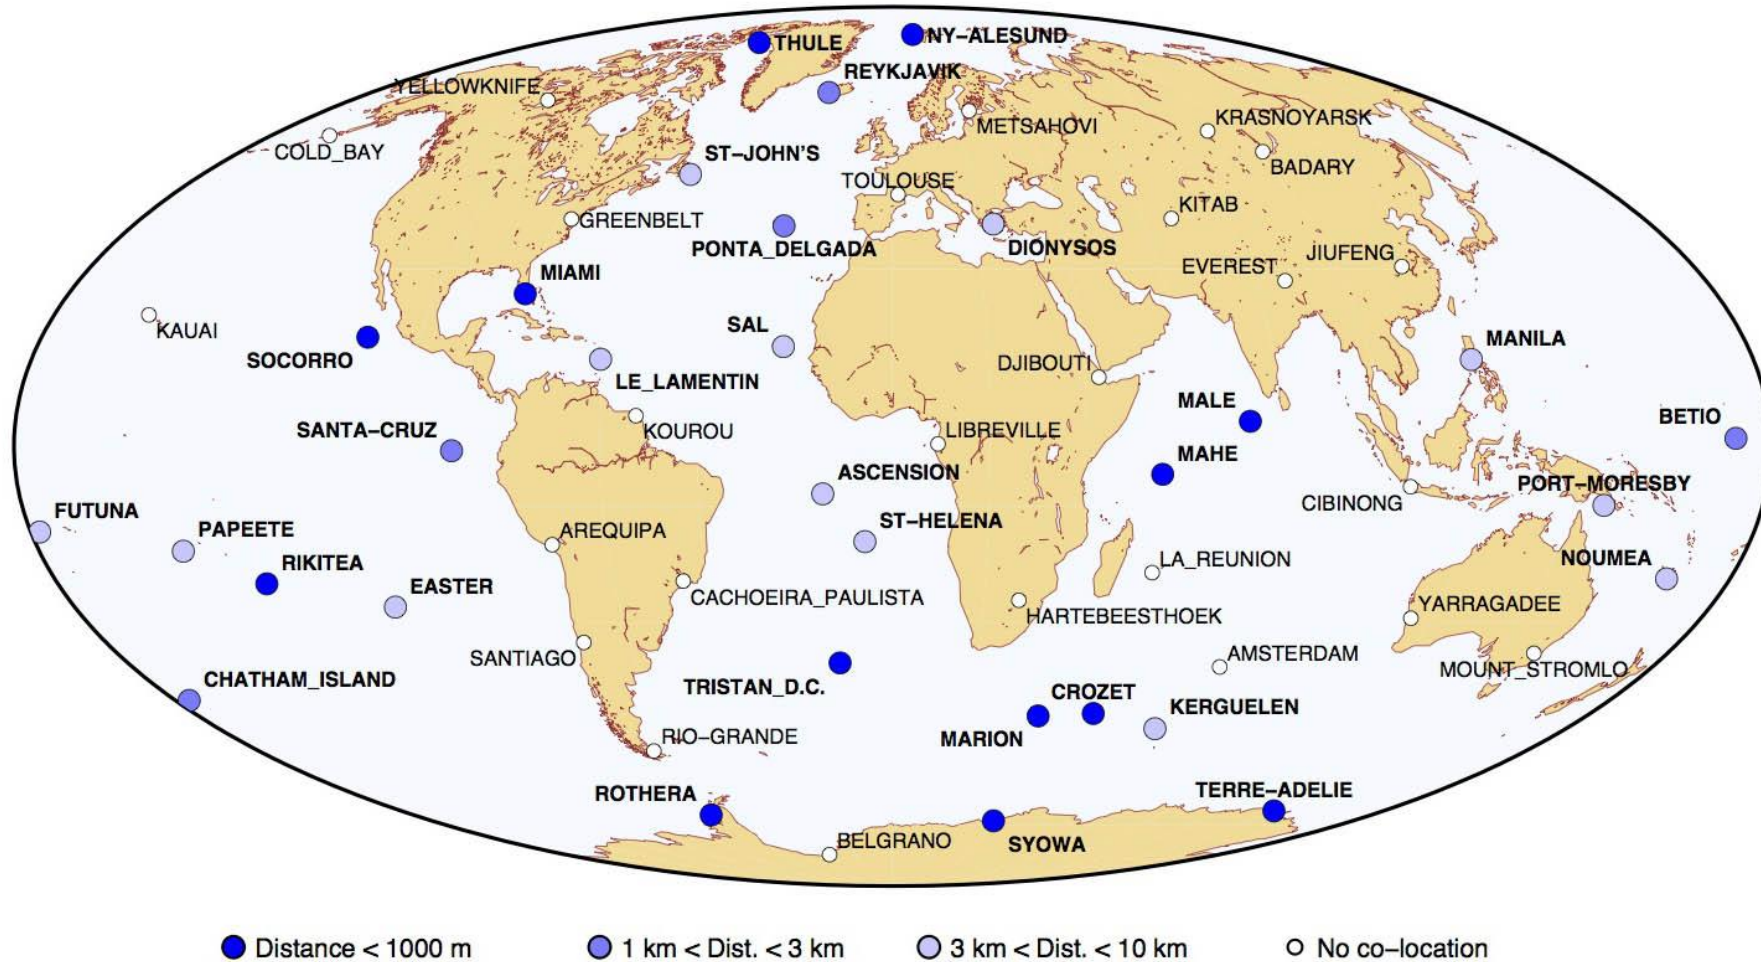 THULE
NY–ALESUND
REYKJAVIK
YELLOWKNIFE
METSAHOVI
KRASNOYARSK
COLD_BAY
ST–JOHN'S
BADARY
TOULOUSE
GREENBELT
KITAB
PONTA_DELGADA
DIONYSOS
JIUFENG
EVEREST
MIAMI
KAUAI
SAL
MANILA
SOCORRO
DJIBOUTI
LE_LAMENTIN
MALE
BETIO
SANTA–CRUZ
KOUROU
LIBREVILLE
MAHE
ASCENSION
PORT–MORESBY
CIBINONG
FUTUNA
PAPEETE
ST–HELENA
AREQUIPA
RIKITEA
LA_REUNION
NOUMEA
EASTER
CACHOEIRA_PAULISTA
YARRAGADEE
HARTEBEESTHOEK
SANTIAGO
AMSTERDAM
MOUNT_STROMLO
CHATHAM_ISLAND
TRISTAN_D.C.
CROZET
KERGUELEN
RIO–GRANDE
MARION
ROTHERA
TERRE–ADELIE
BELGRANO
SYOWA
Distance < 1000 m
1 km < Dist. < 3 km
3 km < Dist. < 10 km
No co–location